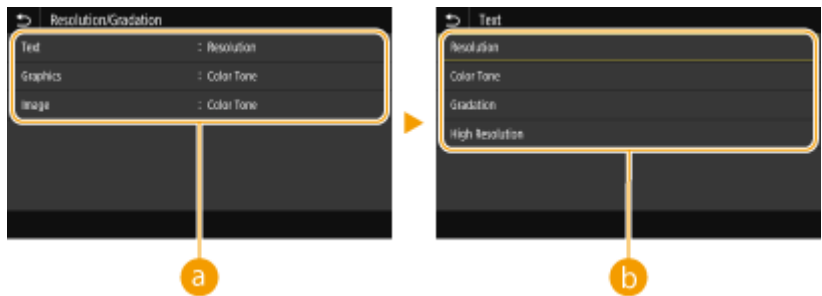 Resolution/Gradation
Text : Resolution
Graphics : Color Tone
Image : Color Tone
a
Text
Resolution
Color Tone
Gradation
High Resolution
b